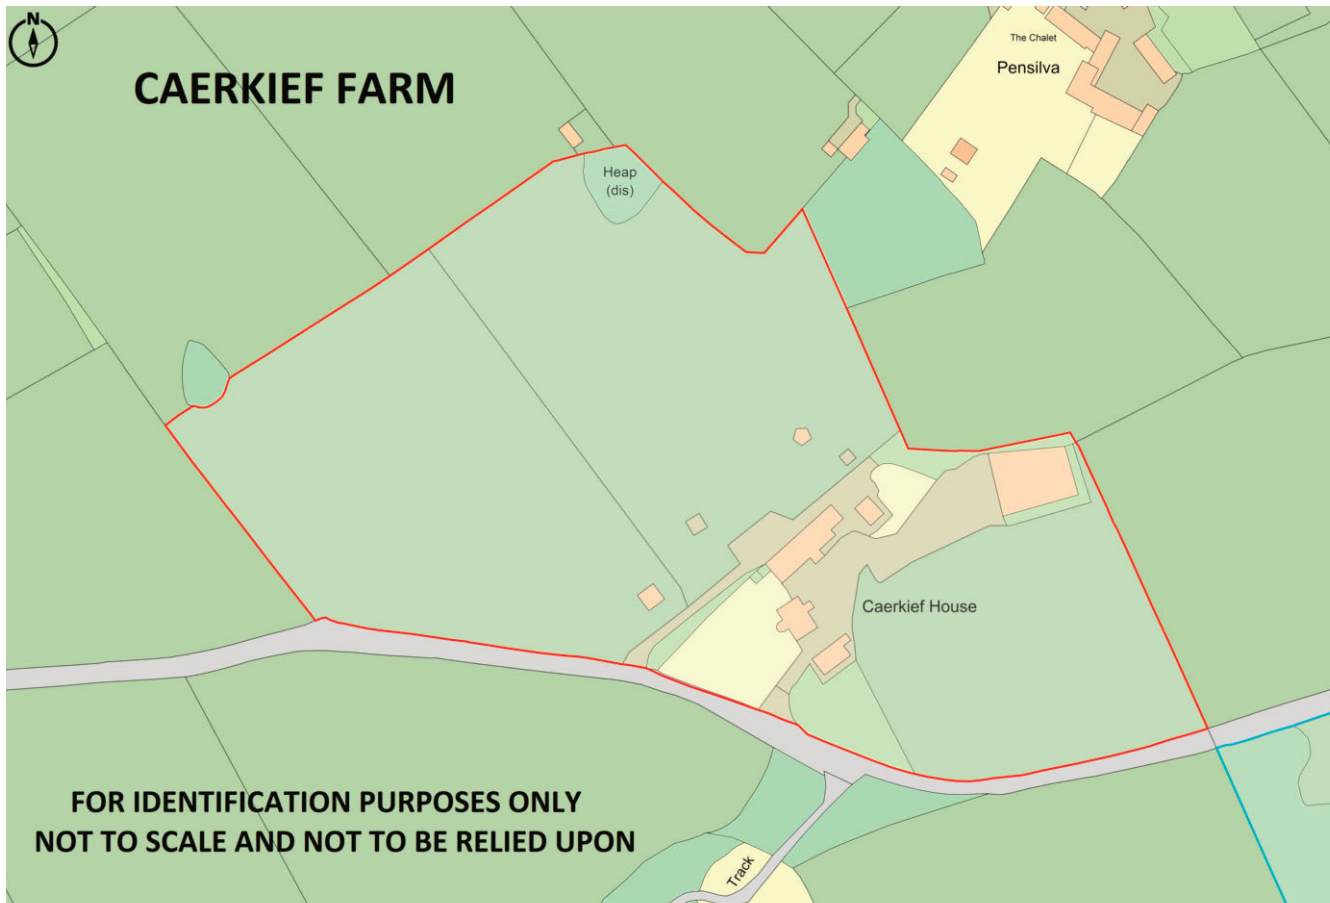 N
CAERKIEF FARM
The Chalet
Pensilva
Heap
(dis)
Caerkief House
FOR IDENTIFICATION PURPOSES ONLY
NOT TO SCALE AND NOT TO BE RELIED UPON
Track